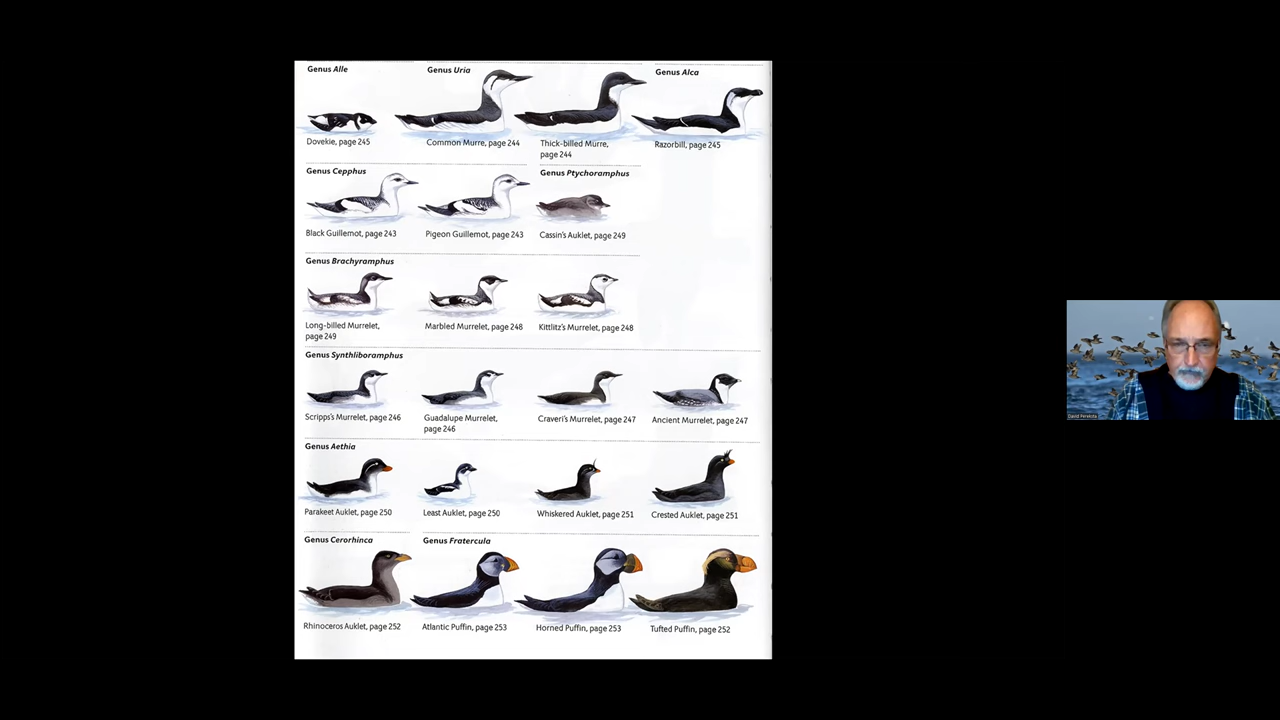 Genus Alle
Genus Uria
Genus Alca
Dovekie, page 245
Common Murre, page 244
Thick-billed Murre,
page 244
Razorbill, page 245
Genus Cepphus
Genus Ptychoramphus
Black Guillemot, page 243
Pigeon Guillemot, page 243
Cassin's Auklet, page 249
Genus Brachyramphus
Long-billed Murrelet,
page 249
Marbled Murrelet, page 248
Kittlitz's Murrelet, page 248
Genus Synthliboramphus
Scripps's Murrelet, page 246
Guadalupe Murrelet,
page 246
Craveri's Murrelet, page 247
Ancient Murrelet, page 247
Genus Aethia
Parakeet Auklet, page 250
Least Auklet, page 250
Whiskered Auklet, page 251
Crested Auklet, page 251
Genus Cerorhinca
Genus Fratercula
Rhinoceros Auklet, page 252
Atlantic Puffin, page 253
Horned Puffin, page 253
Tufted Puffin, page 252
David Pereksta